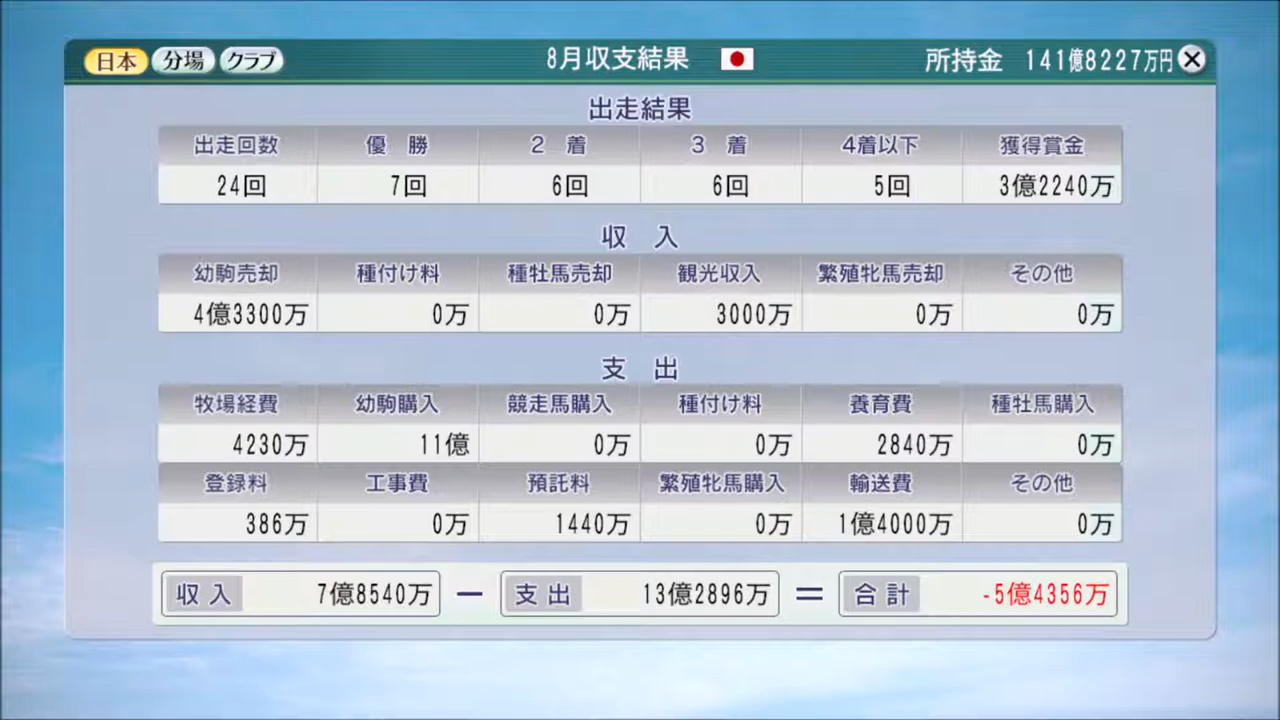 日本 分場 クラブ 8月収支結果 所持金 141億8227万円
出走結果
出走回数 優 勝 2 着 3 着 4着以下 獲得賞金
24回 7回 6回 6回 5回 3億2240万
収 入
幼駒売却 種付け料 種牡馬売却 観光収入 繁殖牝馬売却 その他
4億3300万 0万 0万 3000万 0万 0万
支 出
牧場経費 幼駒購入 競走馬購入 種付け料 養育費 種牡馬購入
4230万 11億 0万 0万 2840万 0万
登録料 工事費 預託料 繁殖牝馬購入 輸送費 その他
386万 0万 1440万 0万 1億4000万 0万
収入 7億8540万 － 支出 13億2896万 ＝ 合計 -5億4356万